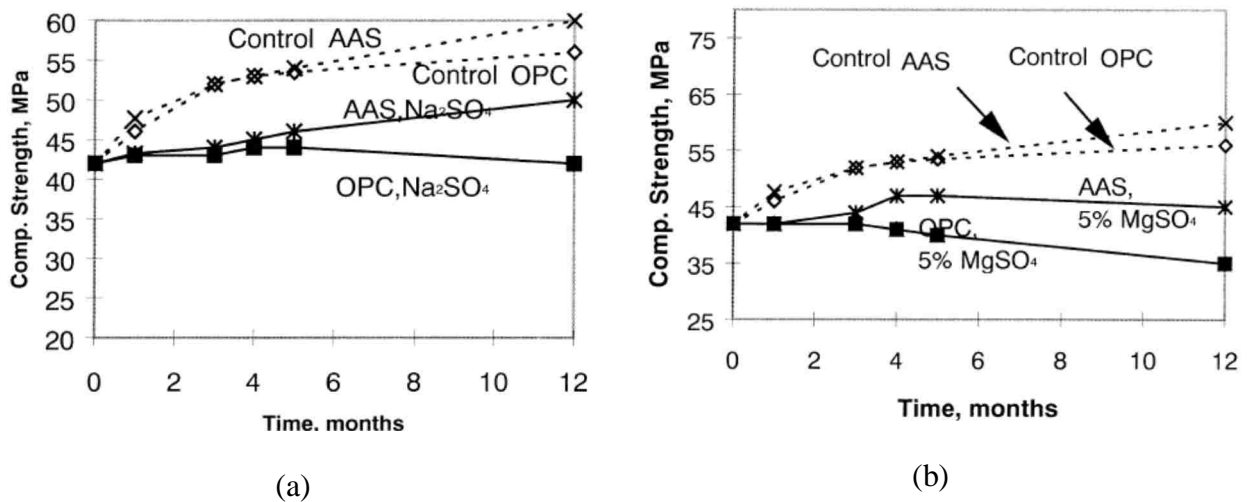 60
55
50
45
40
35
30
25
20
Comp. Strength, MPa
Control AAS
Control OPC
AAS,Na₂SO₄
OPC,Na₂SO₄
0 2 4 6 8 10 12
Time, months
(a)
75
65
55
45
35
25
Comp. Strength, MPa
Control AAS
Control OPC
AAS,
5% MgSO₄
OPC,
5% MgSO₄
0 2 4 6 8 10 12
Time, months
(b)